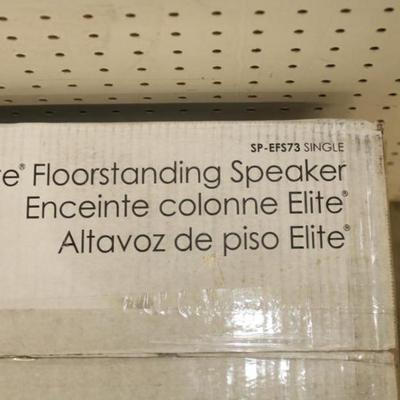 SP-EFS73 SINGLE
Floorstanding Speaker
Enceinte colonne Elite®
Altavoz de piso Elite®